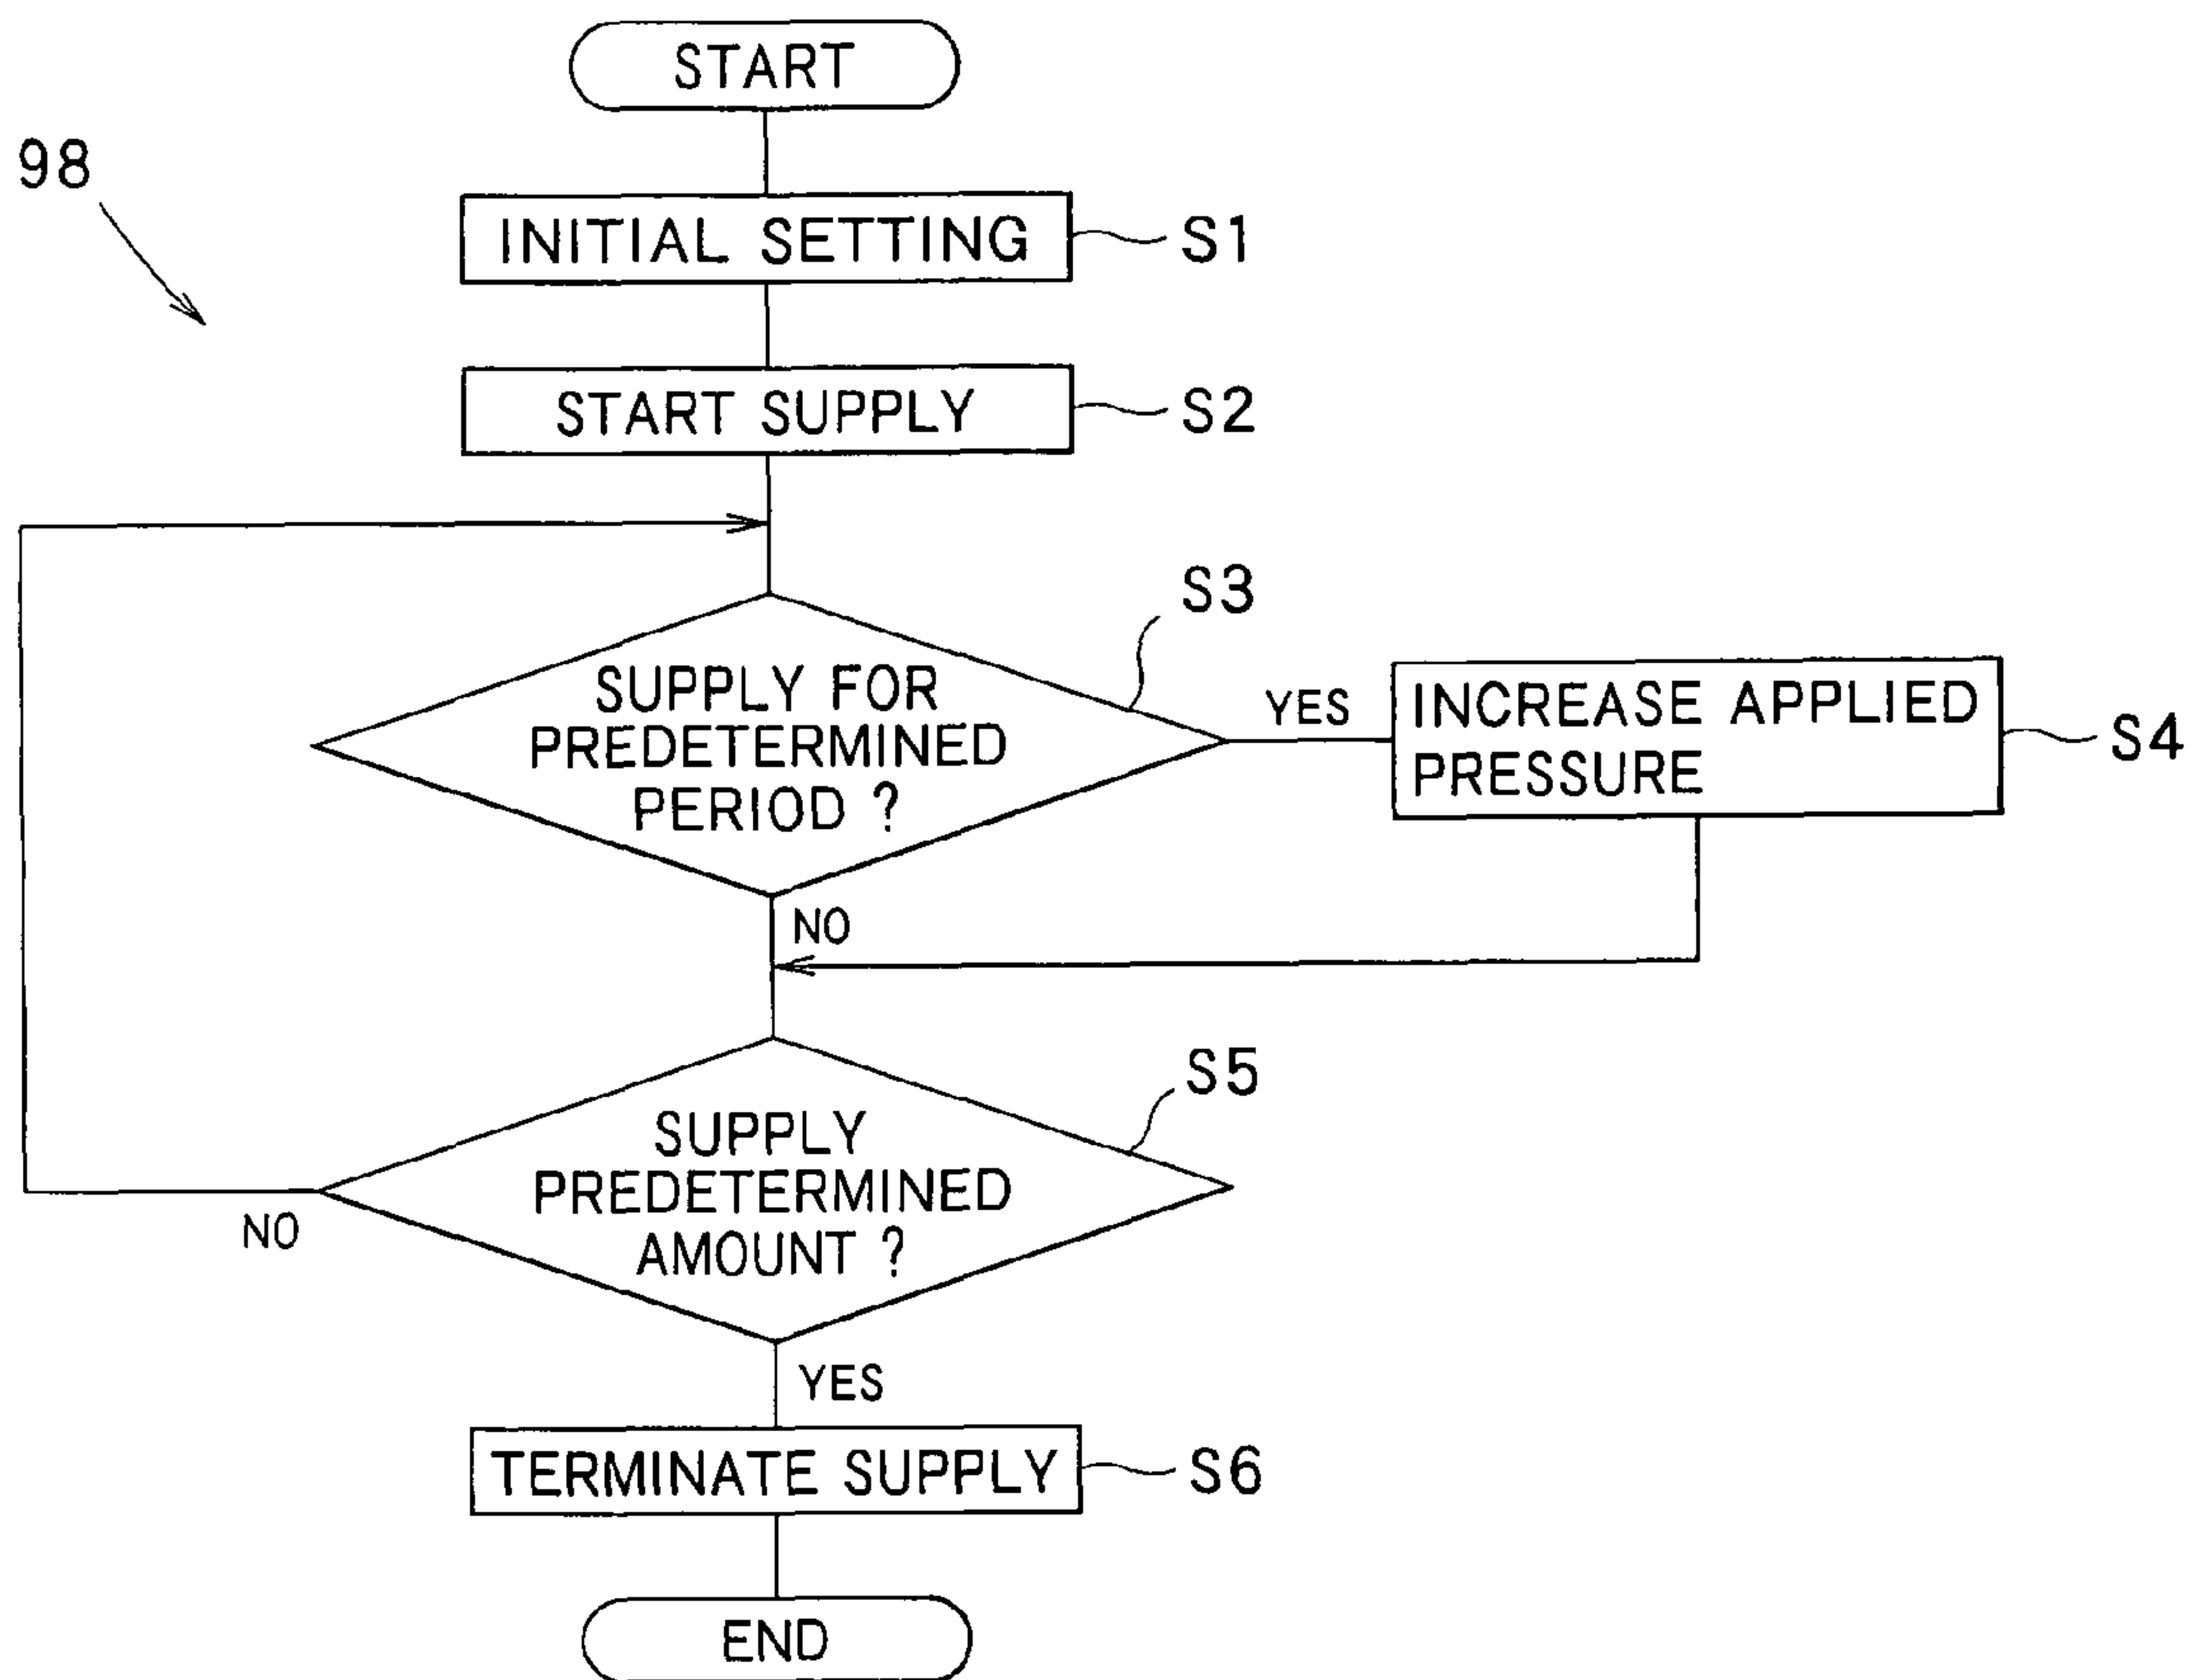 START
98
INITIAL SETTING
S1
START SUPPLY
S2
S3
SUPPLY FOR
PREDETERMINED
PERIOD ?
YES
INCREASE APPLIED
PRESSURE
S4
NO
S5
SUPPLY
PREDETERMINED
AMOUNT ?
NO
YES
TERMINATE SUPPLY
S6
END